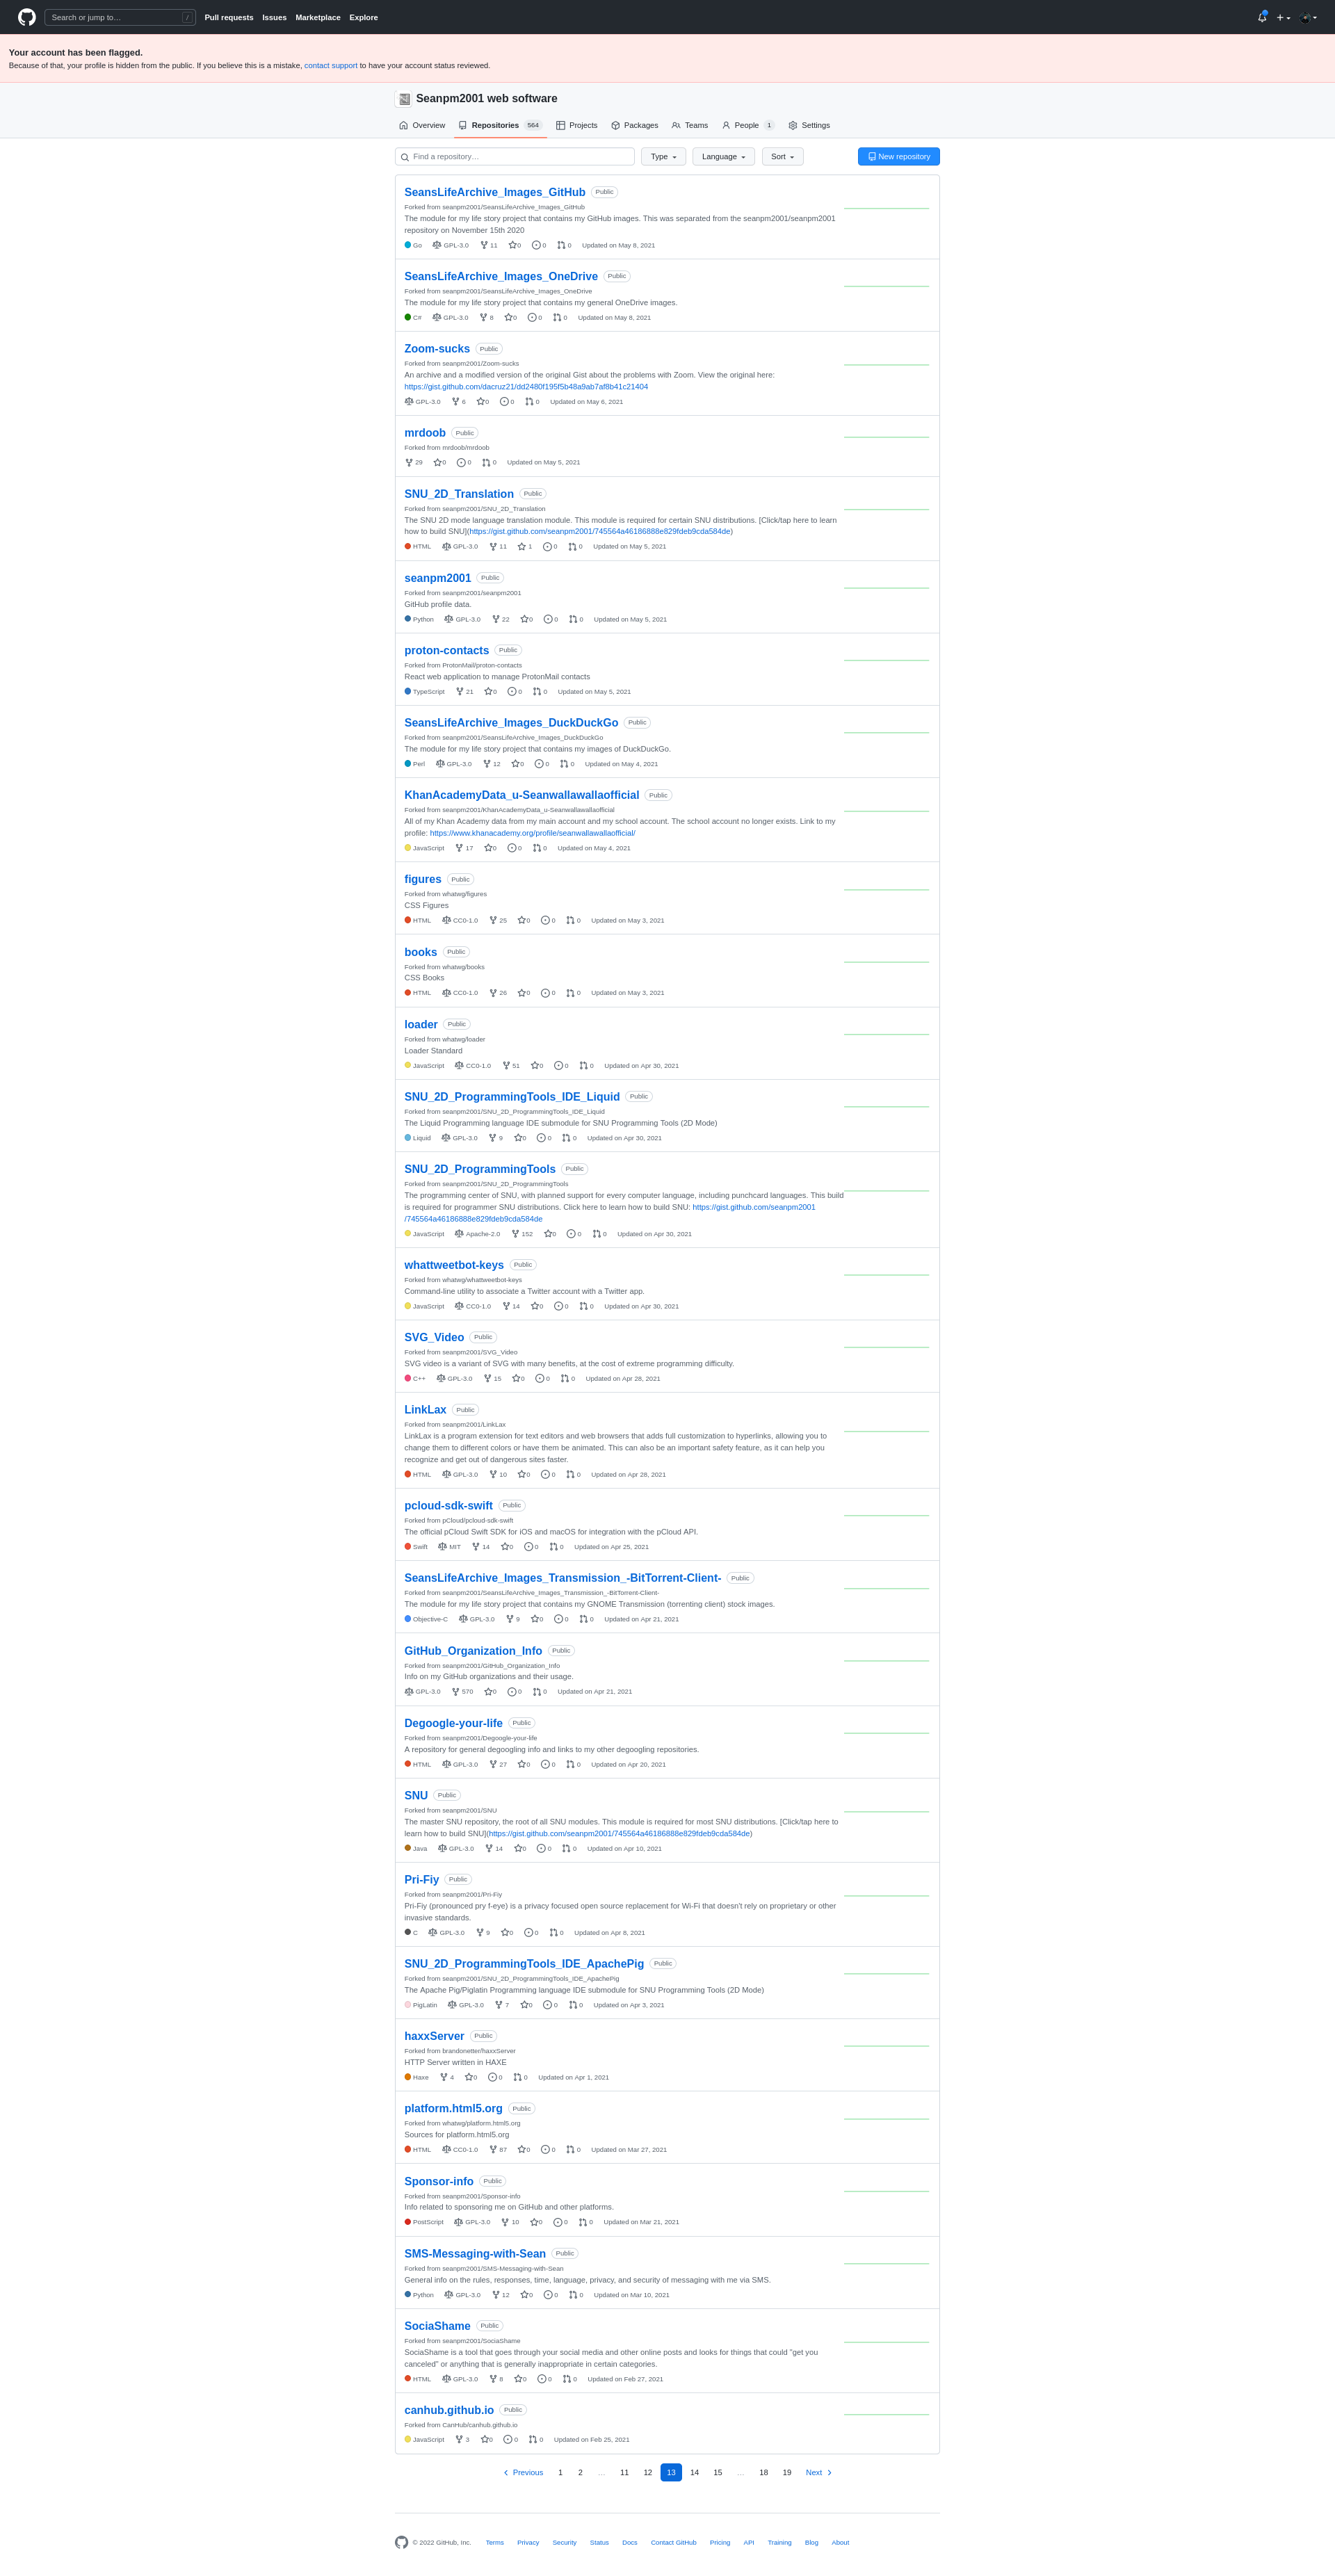 Search or jump to… /
Pull requests Issues Marketplace Explore
Your account has been flagged.
Because of that, your profile is hidden from the public. If you believe this is a mistake, contact support to have your account status reviewed.
Seanpm2001 web software
Overview Repositories 564 Projects Packages Teams People 1 Settings
Find a repository… Type Language Sort New repository
SeansLifeArchive_Images_GitHub Public
Forked from seanpm2001/SeansLifeArchive_Images_GitHub
The module for my life story project that contains my GitHub images. This was separated from the seanpm2001/seanpm2001
repository on November 15th 2020
Go GPL-3.0 11 0 0 0 Updated on May 8, 2021
SeansLifeArchive_Images_OneDrive Public
Forked from seanpm2001/SeansLifeArchive_Images_OneDrive
The module for my life story project that contains my general OneDrive images.
C# GPL-3.0 8 0 0 0 Updated on May 8, 2021
Zoom-sucks Public
Forked from seanpm2001/Zoom-sucks
An archive and a modified version of the original Gist about the problems with Zoom. View the original here:
https://gist.github.com/dacruz21/dd2480f195f5b48a9ab7af8b41c21404
GPL-3.0 6 0 0 0 Updated on May 6, 2021
mrdoob Public
Forked from mrdoob/mrdoob
29 0 0 0 Updated on May 5, 2021
SNU_2D_Translation Public
Forked from seanpm2001/SNU_2D_Translation
The SNU 2D mode language translation module. This module is required for certain SNU distributions. [Click/tap here to learn
how to build SNU](https://gist.github.com/seanpm2001/745564a46186888e829fdeb9cda584de)
HTML GPL-3.0 11 1 0 0 Updated on May 5, 2021
seanpm2001 Public
Forked from seanpm2001/seanpm2001
GitHub profile data.
Python GPL-3.0 22 0 0 0 Updated on May 5, 2021
proton-contacts Public
Forked from ProtonMail/proton-contacts
React web application to manage ProtonMail contacts
TypeScript 21 0 0 0 Updated on May 5, 2021
SeansLifeArchive_Images_DuckDuckGo Public
Forked from seanpm2001/SeansLifeArchive_Images_DuckDuckGo
The module for my life story project that contains my images of DuckDuckGo.
Perl GPL-3.0 12 0 0 0 Updated on May 4, 2021
KhanAcademyData_u-Seanwallawallaofficial Public
Forked from seanpm2001/KhanAcademyData_u-Seanwallawallaofficial
All of my Khan Academy data from my main account and my school account. The school account no longer exists. Link to my
profile: https://www.khanacademy.org/profile/seanwallawallaofficial/
JavaScript 17 0 0 0 Updated on May 4, 2021
figures Public
Forked from whatwg/figures
CSS Figures
HTML CC0-1.0 25 0 0 0 Updated on May 3, 2021
books Public
Forked from whatwg/books
CSS Books
HTML CC0-1.0 26 0 0 0 Updated on May 3, 2021
loader Public
Forked from whatwg/loader
Loader Standard
JavaScript CC0-1.0 51 0 0 0 Updated on Apr 30, 2021
SNU_2D_ProgrammingTools_IDE_Liquid Public
Forked from seanpm2001/SNU_2D_ProgrammingTools_IDE_Liquid
The Liquid Programming language IDE submodule for SNU Programming Tools (2D Mode)
Liquid GPL-3.0 9 0 0 0 Updated on Apr 30, 2021
SNU_2D_ProgrammingTools Public
Forked from seanpm2001/SNU_2D_ProgrammingTools
The programming center of SNU, with planned support for every computer language, including punchcard languages. This build
is required for programmer SNU distributions. Click here to learn how to build SNU: https://gist.github.com/seanpm2001
/745564a46186888e829fdeb9cda584de
JavaScript Apache-2.0 152 0 0 0 Updated on Apr 30, 2021
whattweetbot-keys Public
Forked from whatwg/whattweetbot-keys
Command-line utility to associate a Twitter account with a Twitter app.
JavaScript CC0-1.0 14 0 0 0 Updated on Apr 30, 2021
SVG_Video Public
Forked from seanpm2001/SVG_Video
SVG video is a variant of SVG with many benefits, at the cost of extreme programming difficulty.
C++ GPL-3.0 15 0 0 0 Updated on Apr 28, 2021
LinkLax Public
Forked from seanpm2001/LinkLax
LinkLax is a program extension for text editors and web browsers that adds full customization to hyperlinks, allowing you to
change them to different colors or have them be animated. This can also be an important safety feature, as it can help you
recognize and get out of dangerous sites faster.
HTML GPL-3.0 10 0 0 0 Updated on Apr 28, 2021
pcloud-sdk-swift Public
Forked from pCloud/pcloud-sdk-swift
The official pCloud Swift SDK for iOS and macOS for integration with the pCloud API.
Swift MIT 14 0 0 0 Updated on Apr 25, 2021
SeansLifeArchive_Images_Transmission_-BitTorrent-Client- Public
Forked from seanpm2001/SeansLifeArchive_Images_Transmission_-BitTorrent-Client-
The module for my life story project that contains my GNOME Transmission (torrenting client) stock images.
Objective-C GPL-3.0 9 0 0 0 Updated on Apr 21, 2021
GitHub_Organization_Info Public
Forked from seanpm2001/GitHub_Organization_Info
Info on my GitHub organizations and their usage.
GPL-3.0 570 0 0 0 Updated on Apr 21, 2021
Degoogle-your-life Public
Forked from seanpm2001/Degoogle-your-life
A repository for general degoogling info and links to my other degoogling repositories.
HTML GPL-3.0 27 0 0 0 Updated on Apr 20, 2021
SNU Public
Forked from seanpm2001/SNU
The master SNU repository, the root of all SNU modules. This module is required for most SNU distributions. [Click/tap here to
learn how to build SNU](https://gist.github.com/seanpm2001/745564a46186888e829fdeb9cda584de)
Java GPL-3.0 14 0 0 0 Updated on Apr 10, 2021
Pri-Fiy Public
Forked from seanpm2001/Pri-Fiy
Pri-Fiy (pronounced pry f-eye) is a privacy focused open source replacement for Wi-Fi that doesn't rely on proprietary or other
invasive standards.
C GPL-3.0 9 0 0 0 Updated on Apr 8, 2021
SNU_2D_ProgrammingTools_IDE_ApachePig Public
Forked from seanpm2001/SNU_2D_ProgrammingTools_IDE_ApachePig
The Apache Pig/Piglatin Programming language IDE submodule for SNU Programming Tools (2D Mode)
PigLatin GPL-3.0 7 0 0 0 Updated on Apr 3, 2021
haxxServer Public
Forked from brandonetter/haxxServer
HTTP Server written in HAXE
Haxe 4 0 0 0 Updated on Apr 1, 2021
platform.html5.org Public
Forked from whatwg/platform.html5.org
Sources for platform.html5.org
HTML CC0-1.0 87 0 0 0 Updated on Mar 27, 2021
Sponsor-info Public
Forked from seanpm2001/Sponsor-info
Info related to sponsoring me on GitHub and other platforms.
PostScript GPL-3.0 10 0 0 0 Updated on Mar 21, 2021
SMS-Messaging-with-Sean Public
Forked from seanpm2001/SMS-Messaging-with-Sean
General info on the rules, responses, time, language, privacy, and security of messaging with me via SMS.
Python GPL-3.0 12 0 0 0 Updated on Mar 10, 2021
SociaShame Public
Forked from seanpm2001/SociaShame
SociaShame is a tool that goes through your social media and other online posts and looks for things that could "get you
canceled" or anything that is generally inappropriate in certain categories.
HTML GPL-3.0 8 0 0 0 Updated on Feb 27, 2021
canhub.github.io Public
Forked from CanHub/canhub.github.io
JavaScript 3 0 0 0 Updated on Feb 25, 2021
Previous 1 2 … 11 12 13 14 15 … 18 19 Next
© 2022 GitHub, Inc. Terms Privacy Security Status Docs Contact GitHub Pricing API Training Blog About